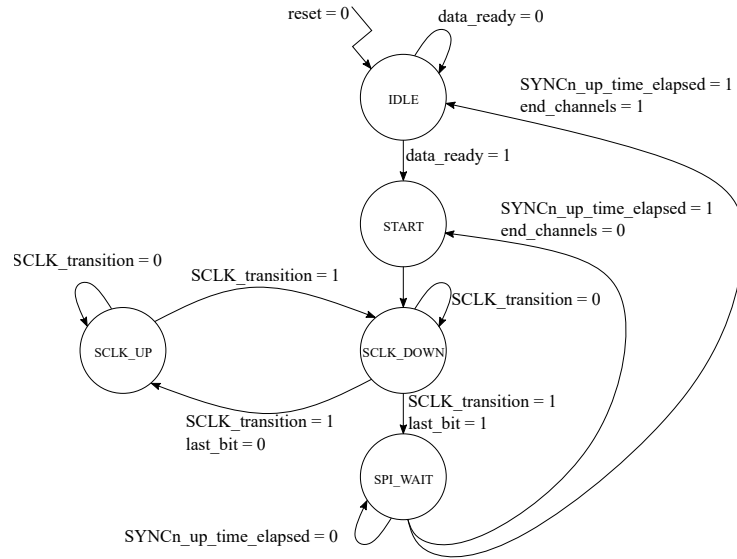 reset = 0
data_ready = 0
IDLE
SYNCn_up_time_elapsed = 1
end_channels = 1
data_ready = 1
START
SYNCn_up_time_elapsed = 1
end_channels = 0
SCLK_transition = 0
SCLK_transition = 1
SCLK_transition = 0
SCLK_UP
SCLK_DOWN
SCLK_transition = 1
last_bit = 0
SCLK_transition = 1
last_bit = 1
SPI_WAIT
SYNCn_up_time_elapsed = 0